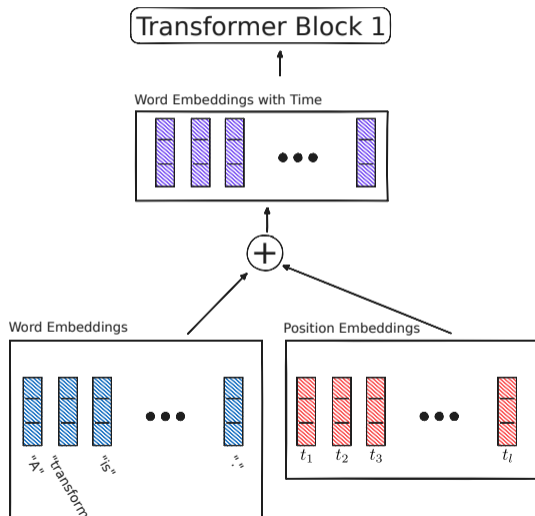 Transformer Block 1
Word Embeddings with Time
+
Word Embeddings
Position Embeddings
"A"
"transform
"is"
"."
t1
t2
t3
tl